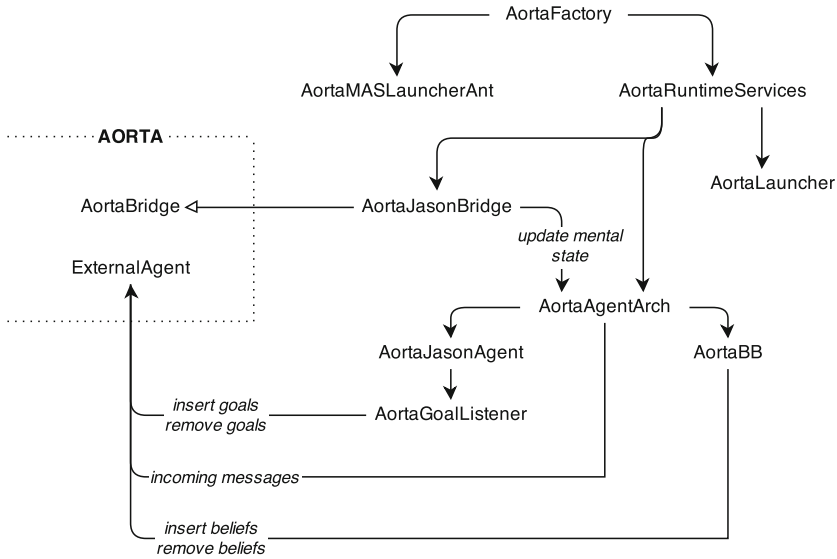 AortaFactory
AortaMASLauncherAnt
AortaRuntimeServices
AORTA
AortaLauncher
AortaBridge
AortaJasonBridge
update mental
state
ExternalAgent
AortaAgentArch
AortaJasonAgent
AortaBB
insert goals
remove goals
AortaGoalListener
incoming messages
insert beliefs
remove beliefs